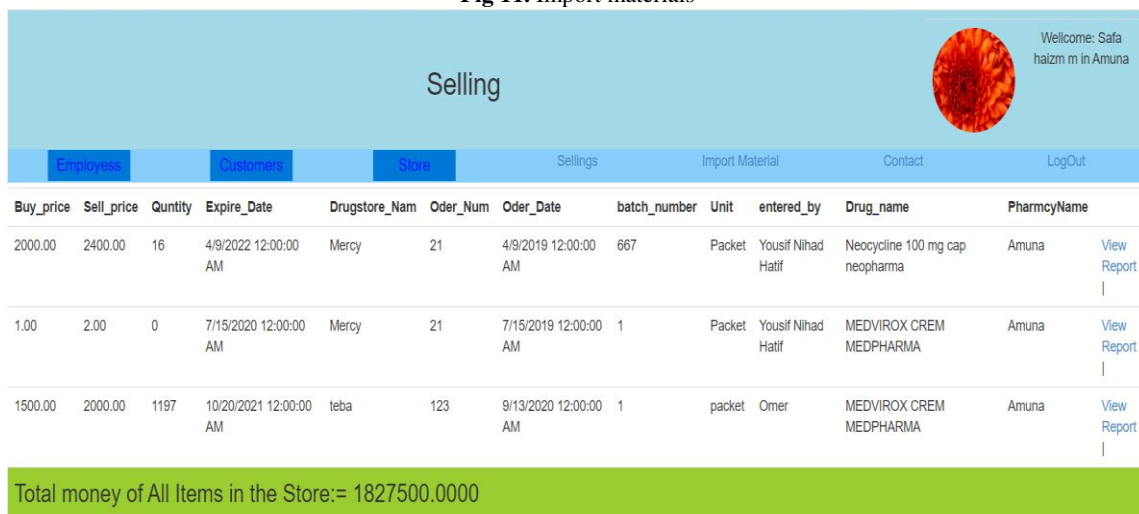 Fig 11. Import materials
Wellcome: Safa
haizm m in Amuna
Selling
Employess Customers Store Sellings Import Material Contact LogOut
Buy_price Sell_price Quntity Expire_Date Drugstore_Nam Oder_Num Oder_Date batch_number Unit entered_by Drug_name PharmcyName
2000.00 2400.00 16 4/9/2022 12:00:00 Mercy 21 4/9/2019 12:00:00 667 Packet Yousif Nihad Neocycline 100 mg cap Amuna View
AM AM Hatif neopharma Report
|
1.00 2.00 0 7/15/2020 12:00:00 Mercy 21 7/15/2019 12:00:00 1 Packet Yousif Nihad MEDVIROX CREM Amuna View
AM AM Hatif MEDPHARMA Report
|
1500.00 2000.00 1197 10/20/2021 12:00:00 teba 123 9/13/2020 12:00:00 1 packet Omer MEDVIROX CREM Amuna View
AM AM MEDPHARMA Report
|
Total money of All Items in the Store:= 1827500.0000